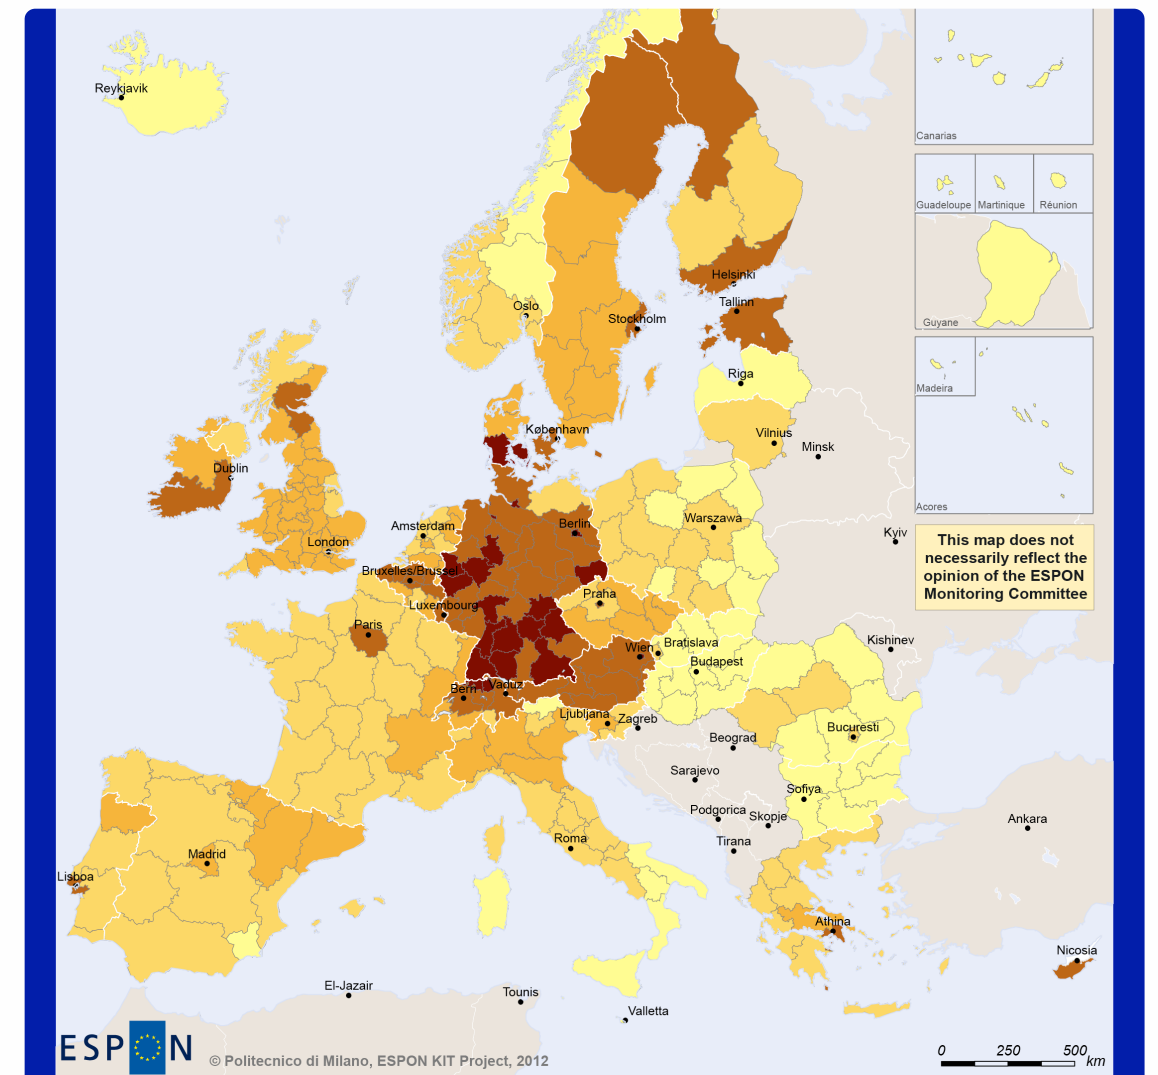 Reykjavik
Canarias
Guadeloupe
Martinique
Réunion
Helsinki
Oslo
Tallinn
Stockholm
Guyane
Riga
Madeira
København
Vilnius
Minsk
Dublin
Acores
Amsterdam
Berlin
Warszawa
London
Kyiv
This map does not
necessarily reflect the
opinion of the ESPON
Monitoring Committee
Bruxelles/Brussel
Praha
Luxembourg
Paris
Kishinev
Wien
Bratislava
Budapest
Bern
Vaduz
Ljubljana
Zagreb
Bucuresti
Beograd
Sarajevo
Sofiya
Podgorica
Skopje
Ankara
Roma
Tirana
Madrid
Lisboa
Athina
Nicosia
El-Jazair
Tounis
Valletta
ESPON
© Politecnico di Milano, ESPON KIT Project, 2012
0 250 500
km